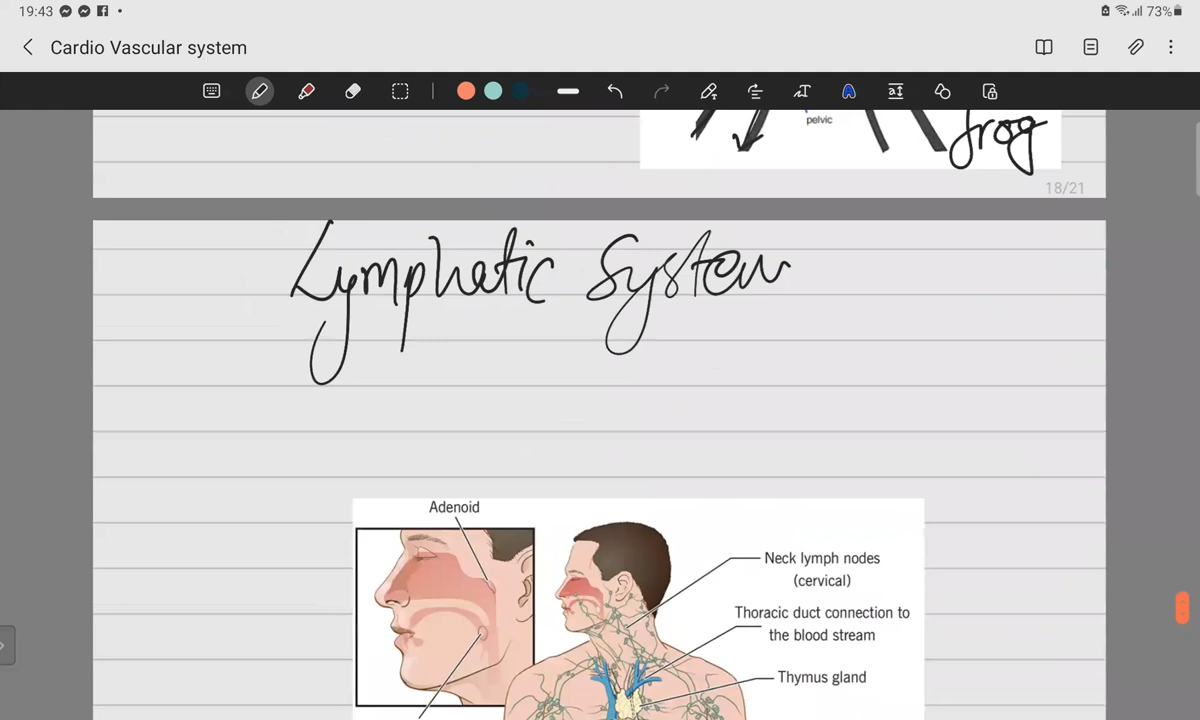 19:43
73%
Cardio Vascular system
pelvic
frog
18/21
Lymphatic System
Adenoid
Neck lymph nodes
(cervical)
Thoracic duct connection to
the blood stream
Thymus gland